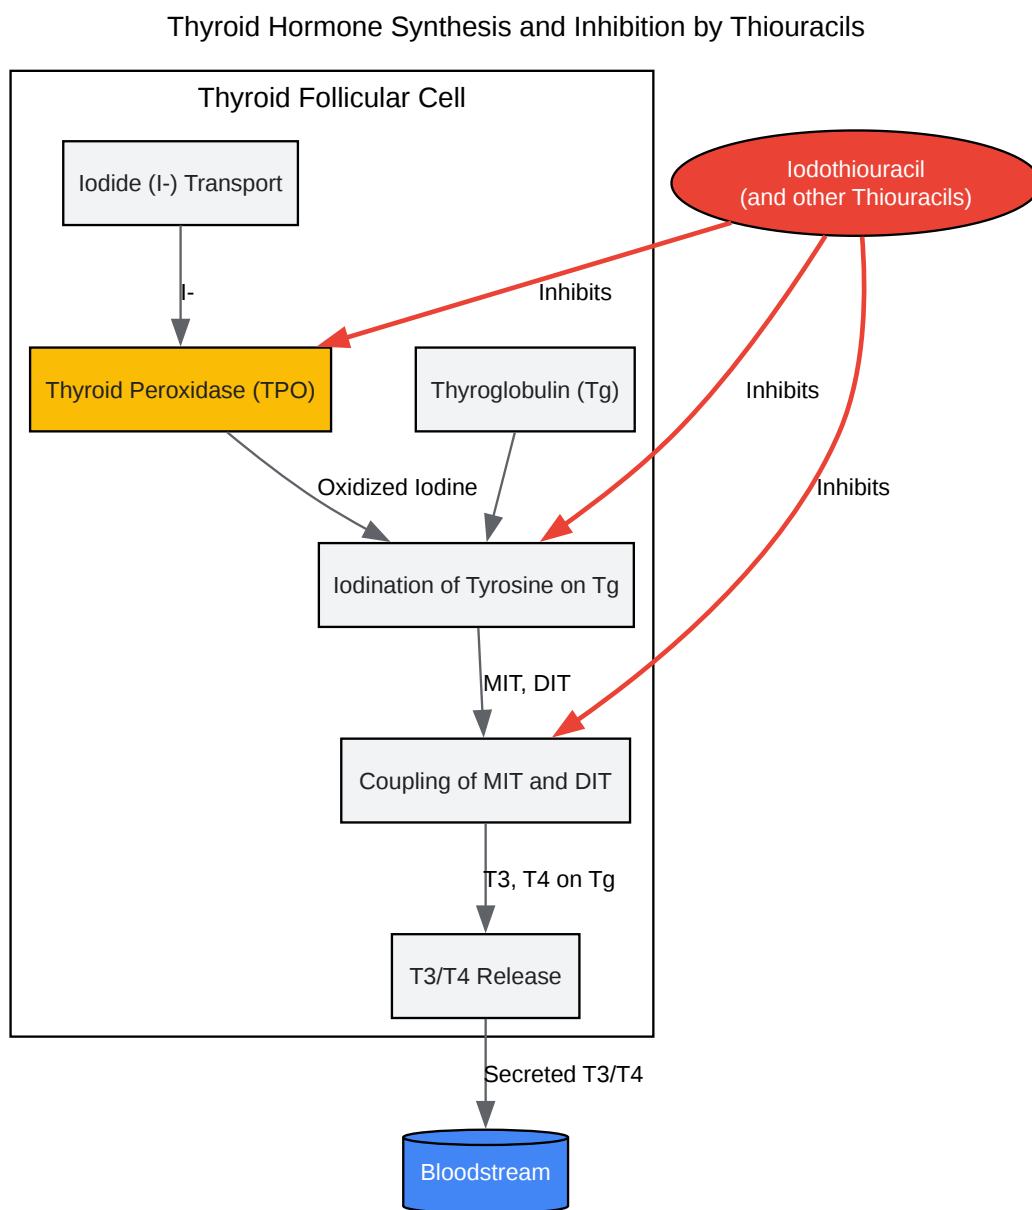 Thyroid Hormone Synthesis and Inhibition by Thiouracils
Thyroid Follicular Cell
Iodide (I-) Transport
Iodothiouracil
(and other Thiouracils)
I-
Inhibits
Thyroid Peroxidase (TPO)
Thyroglobulin (Tg)
Inhibits
Oxidized Iodine
Inhibits
Iodination of Tyrosine on Tg
MIT, DIT
Coupling of MIT and DIT
T3, T4 on Tg
T3/T4 Release
Secreted T3/T4
Bloodstream